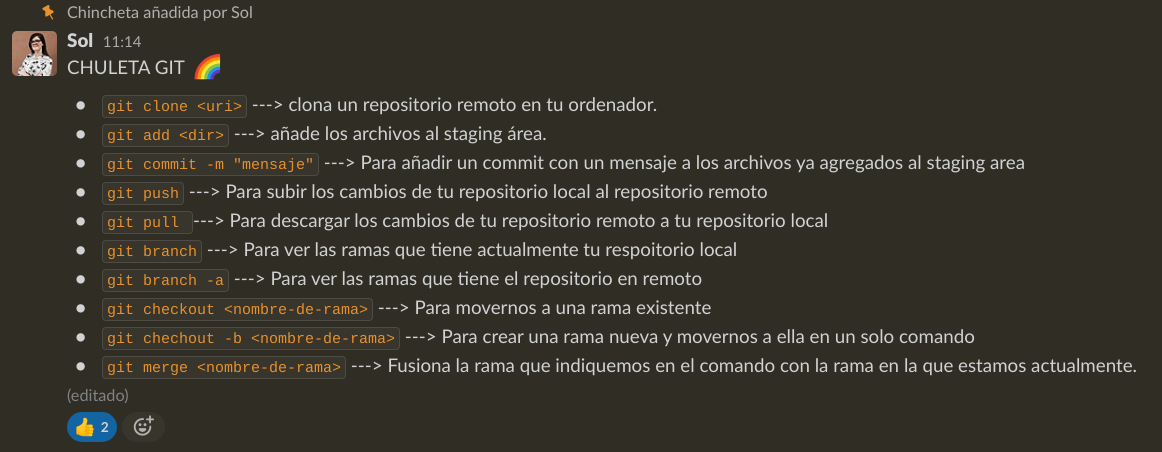 Chincheta añadida por Sol
Sol 11:14
CHULETA GIT 🌈
• git clone <uri> ---> clona un repositorio remoto en tu ordenador.
• git add <dir> ---> añade los archivos al staging área.
• git commit -m "mensaje" ---> Para añadir un commit con un mensaje a los archivos ya agregados al staging area
• git push ---> Para subir los cambios de tu repositorio local al repositorio remoto
• git pull ---> Para descargar los cambios de tu repositorio remoto a tu repositorio local
• git branch ---> Para ver las ramas que tiene actualmente tu respoitorio local
• git branch -a ---> Para ver las ramas que tiene el repositorio en remoto
• git checkout <nombre-de-rama> ---> Para movernos a una rama existente
• git chechout -b <nombre-de-rama> ---> Para crear una rama nueva y movernos a ella en un solo comando
• git merge <nombre-de-rama> ---> Fusiona la rama que indiquemos en el comando con la rama en la que estamos actualmente.
(editado)
👍 2